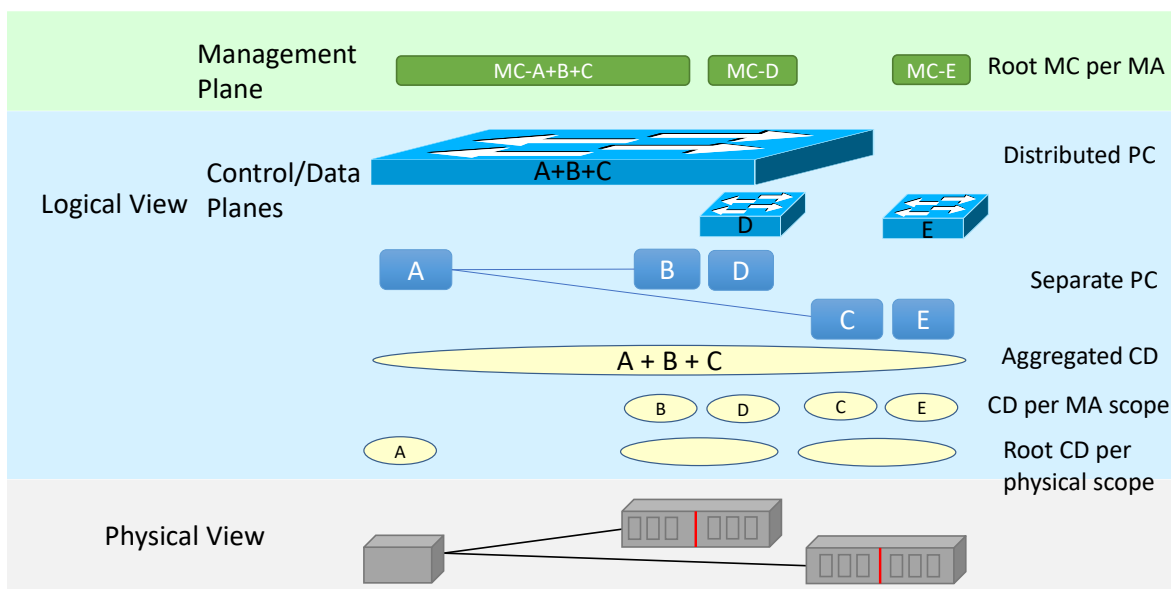 Management
Plane
MC-A+B+C
MC-D
MC-E
Root MC per MA
Logical View
Control/Data
Planes
A+B+C
Distributed PC
D
E
A
B
D
Separate PC
C
E
A + B + C
Aggregated CD
B
D
C
E
CD per MA scope
A
Root CD per
physical scope
Physical View